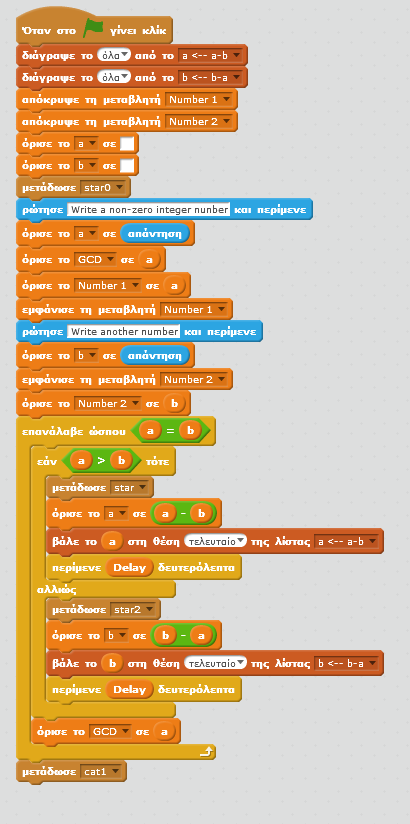 Όταν στο γίνει κλίκ
διάγραψε το όλα από το a <-- a-b
διάγραψε το όλα από το b <-- b-a
απόκρυψε τη μεταβλητή Number 1
απόκρυψε τη μεταβλητή Number 2
όρισε το a σε
όρισε το b σε
μετάδωσε star0
ρώτησε Write a non-zero integer nunber και περίμενε
όρισε το a σε απάντηση
όρισε το GCD σε a
όρισε το Number 1 σε a
εμφάνισε τη μεταβλητή Number 1
ρώτησε Write another number και περίμενε
όρισε το b σε απάντηση
εμφάνισε τη μεταβλητή Number 2
όρισε το Number 2 σε b
επανάλαβε ώσπου a = b
εάν a > b τότε
μετάδωσε star
όρισε το a σε a - b
βάλε το a στη θέση τελευταίο της λίστας a <-- a-b
περίμενε Delay δευτερόλεπτα
αλλιώς
μετάδωσε star2
όρισε το b σε b - a
βάλε το b στη θέση τελευταίο της λίστας b <-- b-a
περίμενε Delay δευτερόλεπτα
όρισε το GCD σε a
μετάδωσε cat1